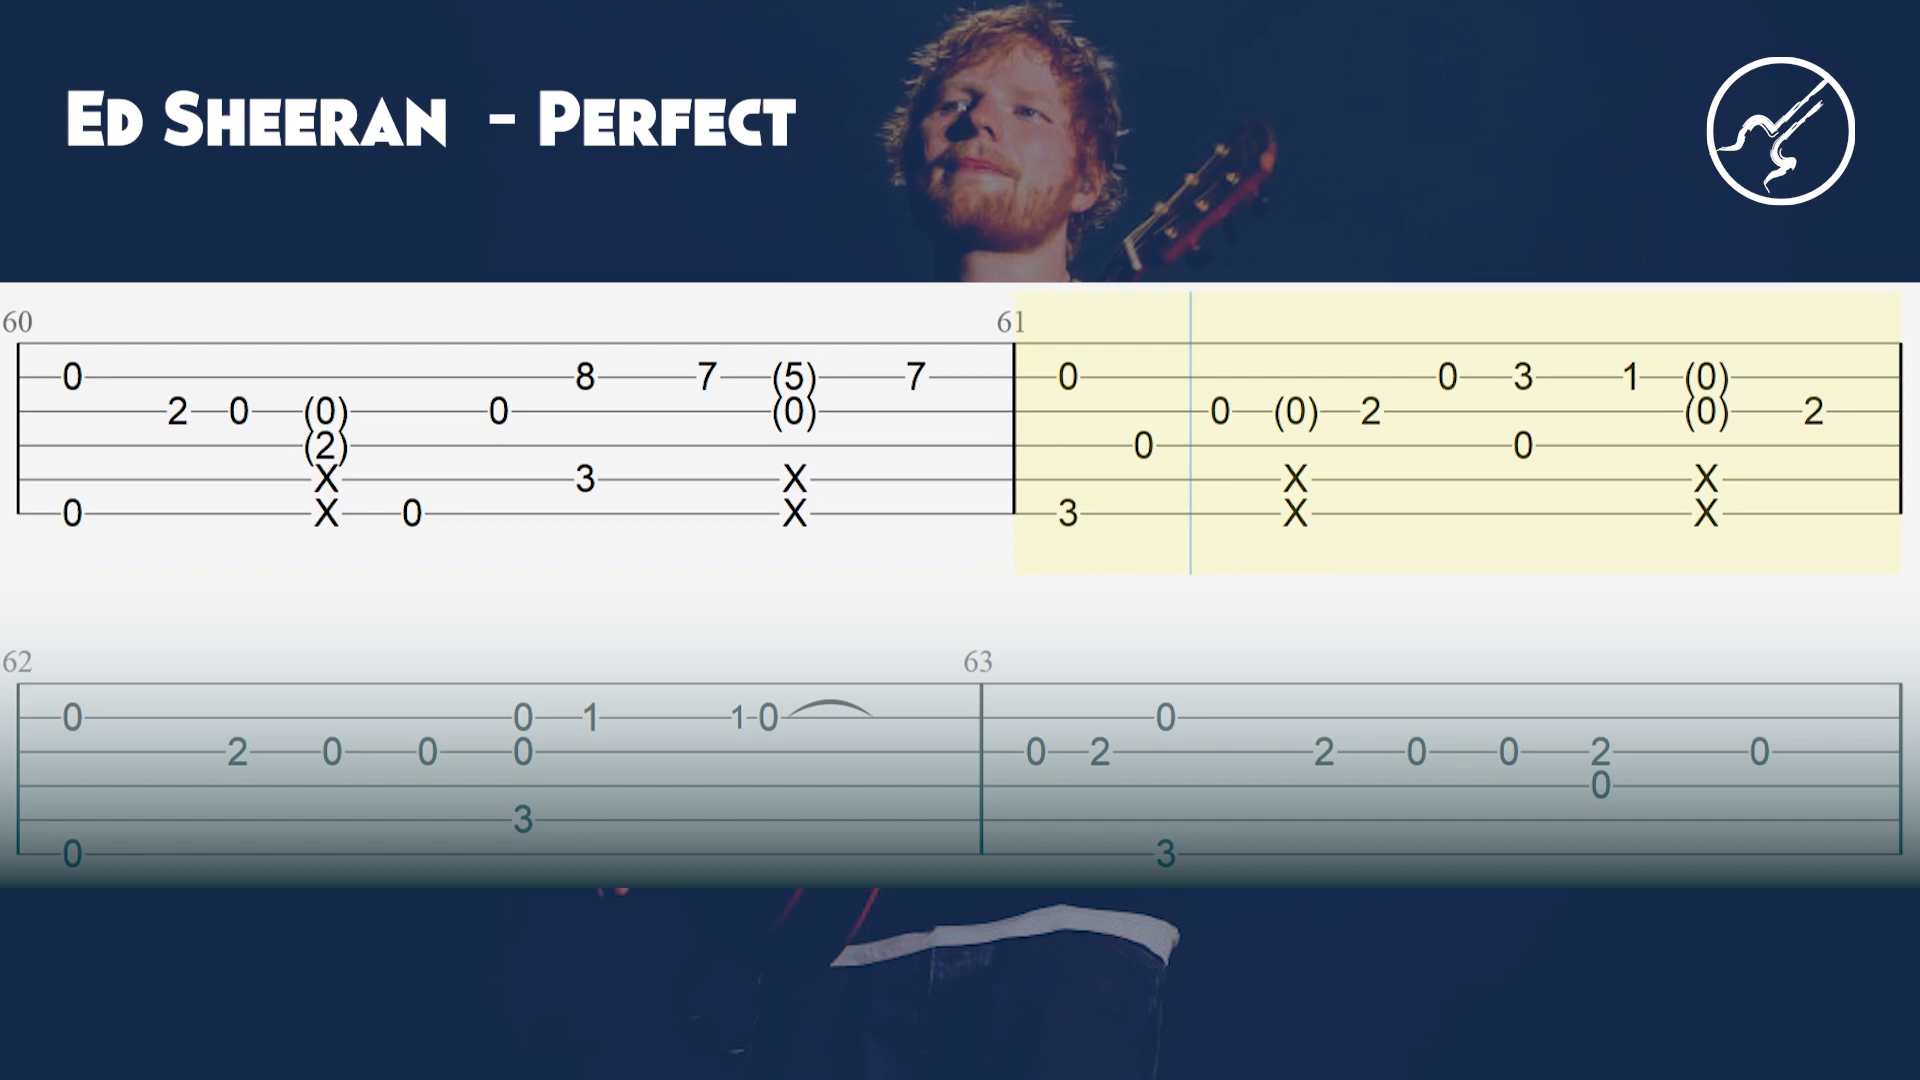 ED SHEERAN - PERFECT
60 61
0 8 7 (5) 7 0 0 3 1 (0)
2 0 (0) 0 (0) 0 (0) 2 (0) 2
(2) 0 0
X 3 X X X
0 X 0 X 3 X X
62 63
0 0 1 1 0 0
2 0 0 0 0 2 2 0 0 2 0
0
3
0 3